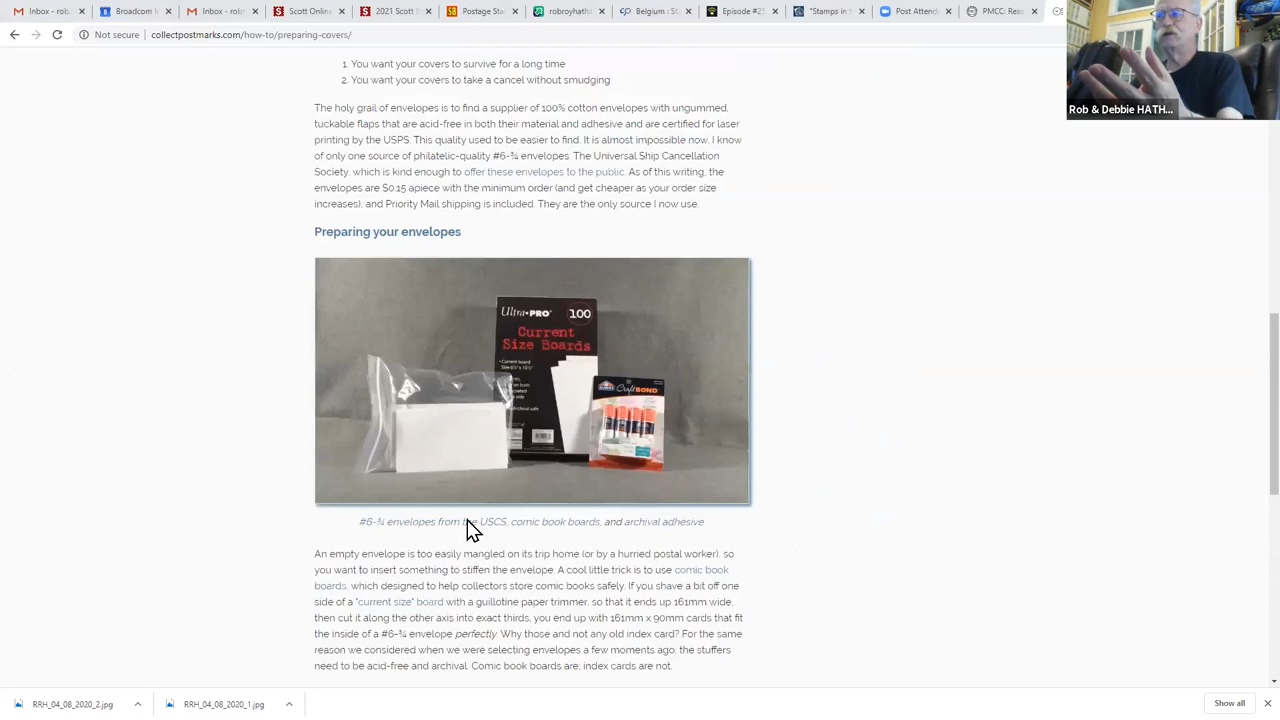 Inbox - rob.
Broadcom In
Inbox - rob
Scott Online
2021 Scott
Postage Sta
robroyhath
Belgium : Sta
Episode #23
"Stamps in t
Post Attend
PMCC: Resc
Not secure | collectpostmarks.com/how-to/preparing-covers/
Rob & Debbie HATH...
1. You want your covers to survive for a long time
2. You want your covers to take a cancel without smudging
The holy grail of envelopes is to find a supplier of 100% cotton envelopes with ungummed,
tuckable flaps that are acid-free in both their material and adhesive and are certified for laser
printing by the USPS. This quality used to be easier to find. It is almost impossible now. I know
of only one source of philatelic-quality #6-¾ envelopes. The Universal Ship Cancellation
Society, which is kind enough to offer these envelopes to the public. As of this writing, the
envelopes are $0.15 apiece with the minimum order (and get cheaper as your order size
increases), and Priority Mail shipping is included. They are the only source I now use.
Preparing your envelopes
Ultra•PRO 100
Current
Size Boards
Elmer's CraftBOND
#6-¾ envelopes from the USCS, comic book boards, and archival adhesive
An empty envelope is too easily mangled on its trip home (or by a hurried postal worker), so
you want to insert something to stiffen the envelope. A cool little trick is to use comic book
boards, which designed to help collectors store comic books safely. If you shave a bit off one
side of a "current size" board with a guillotine paper trimmer, so that it ends up 161mm wide,
then cut it along the other axis into exact thirds, you end up with 161mm x 90mm cards that fit
the inside of a #6-¾ envelope perfectly. Why those and not any old index card? For the same
reason we considered when we were selecting envelopes a few moments ago, the stuffers
need to be acid-free and archival. Comic book boards are; index cards are not.
RRH_04_08_2020_2.jpg
RRH_04_08_2020_1.jpg
Show all